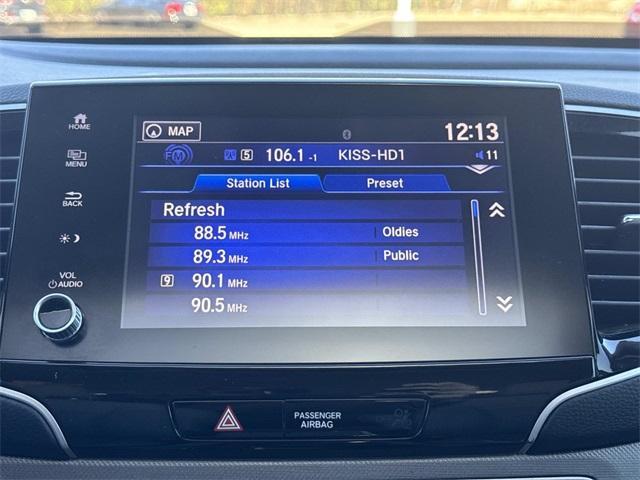 HOME
MENU
BACK
VOL
AUDIO
MAP
12:13
FM 5 106.1 -1 KISS-HD1 11
Station List Preset
Refresh
88.5 MHz Oldies
89.3 MHz Public
9 90.1 MHz
90.5 MHz
PASSENGER
AIRBAG